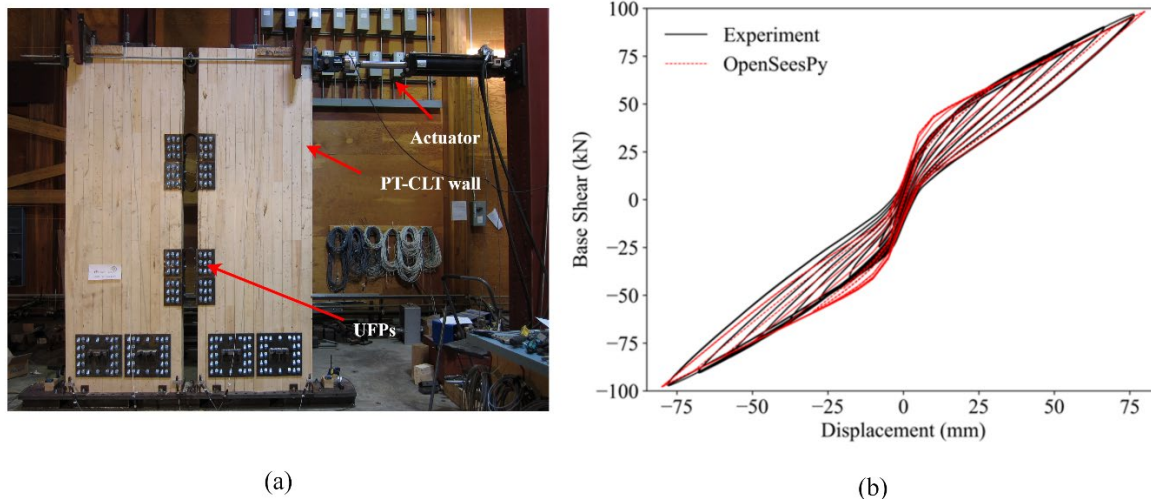 Actuator
PT-CLT wall
UFPs
(a)
100
75
50
25
0
−25
−50
−75
−100
Base Shear (kN)
Experiment
OpenSeesPy
−75 −50 −25 0 25 50 75
Displacement (mm)
(b)